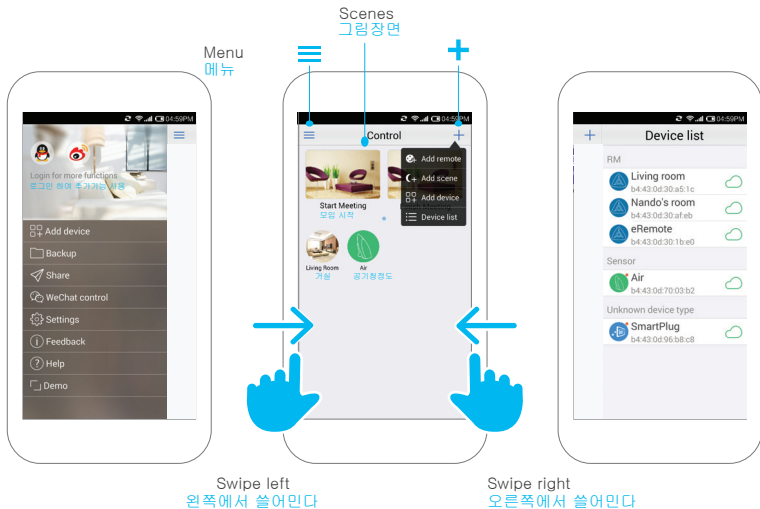 Scenes
그림장면
Menu
메뉴
04:59PM
Login for more functions
로그인 하여 추가기능 사용
Add device
Backup
Share
WeChat control
Settings
Feedback
Help
Demo
04:59PM
Control
Add remote
Add scene
Add device
Device list
Start Meeting
모임 시작
Living Room
거실
Air
공기청정도
04:59PM
Device list
RM
Living room
b4:43:0d:30:a5:1c
Nando's room
b4:43:0d:30:af:eb
eRemote
b4:43:0d:30:1b:e0
Sensor
Air
b4:43:0d:70:03:b2
Unknown device type
SmartPlug
b4:43:0d:96:b8:c8
Swipe left
왼쪽에서 쓸어민다
Swipe right
오른쪽에서 쓸어민다